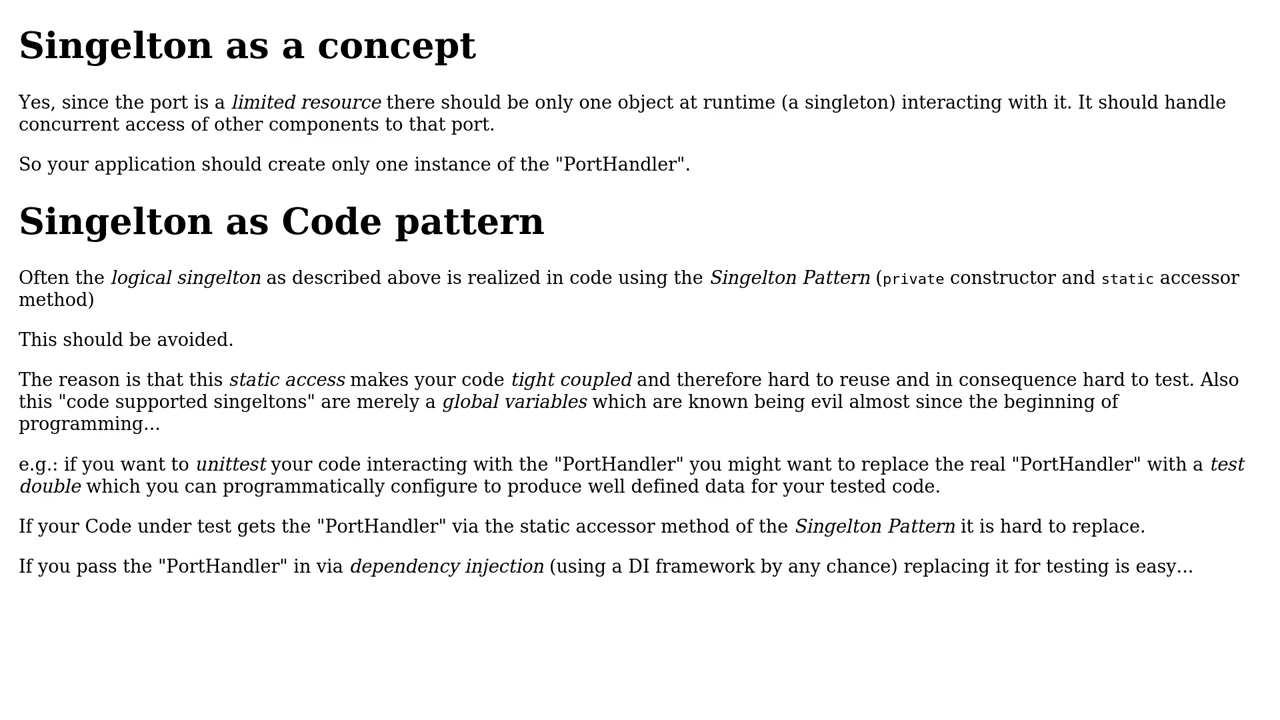 Singelton as a concept
Yes, since the port is a limited resource there should be only one object at runtime (a singleton) interacting with it. It should handle
concurrent access of other components to that port.
So your application should create only one instance of the "PortHandler".
Singelton as Code pattern
Often the logical singelton as described above is realized in code using the Singelton Pattern (private constructor and static accessor
method)
This should be avoided.
The reason is that this static access makes your code tight coupled and therefore hard to reuse and in consequence hard to test. Also
this "code supported singeltons" are merely a global variables which are known being evil almost since the beginning of
programming...
e.g.: if you want to unittest your code interacting with the "PortHandler" you might want to replace the real "PortHandler" with a test
double which you can programmatically configure to produce well defined data for your tested code.
If your Code under test gets the "PortHandler" via the static accessor method of the Singelton Pattern it is hard to replace.
If you pass the "PortHandler" in via dependency injection (using a DI framework by any chance) replacing it for testing is easy...